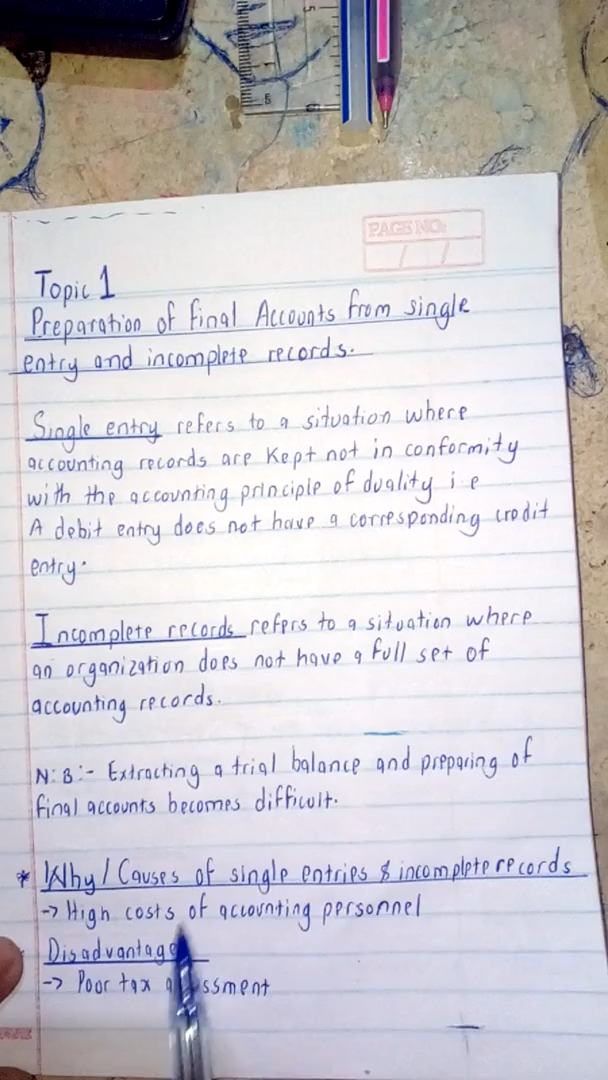 PAGE NO:
Topic 1
Preparation of Final Accounts from single
entry and incomplete records.
Single entry refers to a situation where
accounting records are kept not in conformity
with the accounting principle of duality i e
A debit entry does not have a corresponding credit
entry.
Incomplete records refers to a situation where
an organization does not have a full set of
accounting records.
N:B:- Extracting a trial balance and preparing of
final accounts becomes difficult.
* Why / Causes of single entries & incomplete records
-> High costs of accounting personnel
Disadvantage
-> Poor tax